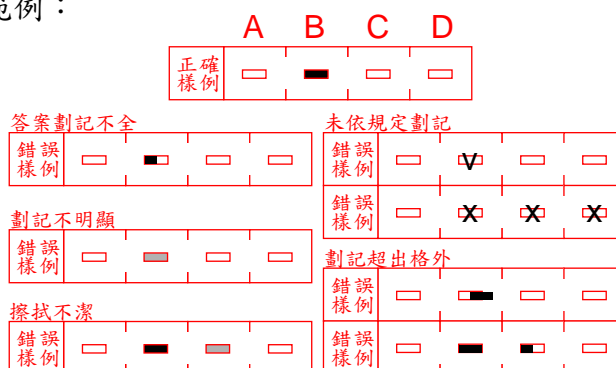 範例：
A B C D
正確
樣例
答案劃記不全
錯誤
樣例
劃記不明顯
錯誤
樣例
擦拭不潔
錯誤
樣例
未依規定劃記
錯誤
樣例
V
錯誤
樣例
X X X
劃記超出格外
錯誤
樣例
錯誤
樣例